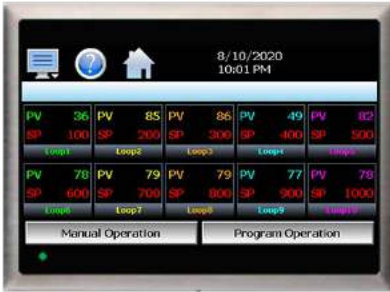 8/10/2020
10:01 PM
PV 36 PV 85 PV 86 PV 49 PV 82
SP 100 SP 200 SP 300 SP 400 SP 500
Loop1 Loop2 Loop3 Loop4 Loop5
PV 78 PV 79 PV 79 PV 77 PV 78
SP 600 SP 700 SP 800 SP 900 SP 1000
Loop6 Loop7 Loop8 Loop9 Loop10
Manual Operation Program Operation